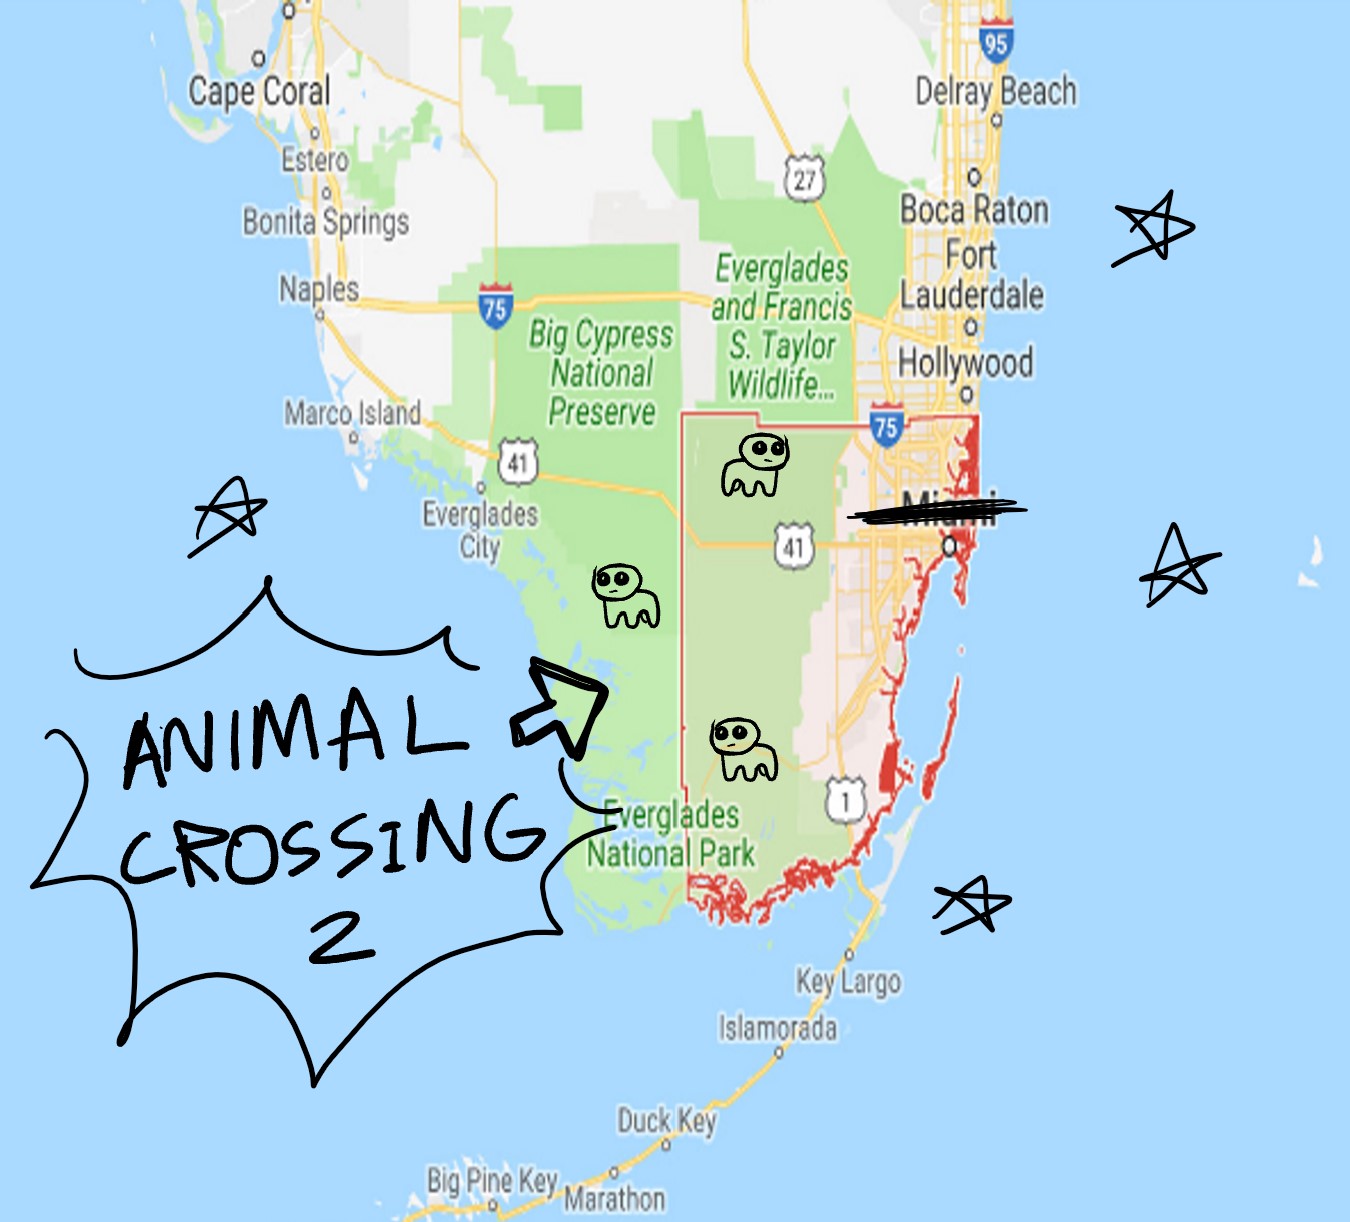 95
Cape Coral
Delray Beach
Estero
27
Bonita Springs
Boca Raton
Fort
Lauderdale
Naples
75
Everglades
and Francis
S. Taylor
Wildlife...
Big Cypress
National
Preserve
Hollywood
Marco Island
75
41
Everglades
City
Miami
41
ANIMAL
CROSSING
2
1
Everglades
National Park
Key Largo
Islamorada
Duck Key
Big Pine Key
Marathon